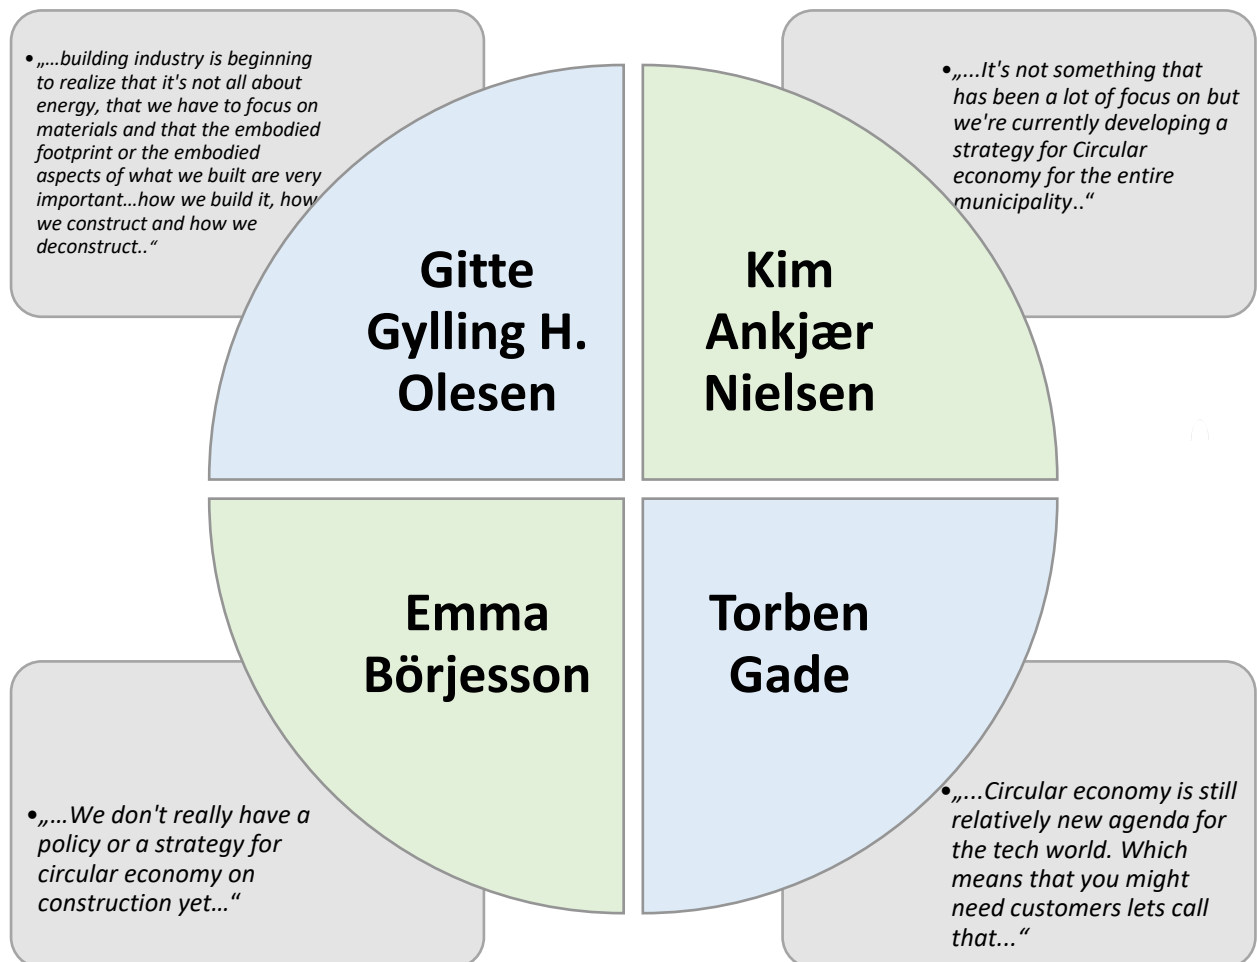 •„…building industry is beginning
to realize that it's not all about
energy, that we have to focus on
materials and that the embodied
footprint or the embodied
aspects of what we built are very
important…how we build it, how
we construct and how we
deconstruct..“
•„...It's not something that
has been a lot of focus on but
we're currently developing a
strategy for Circular
economy for the entire
municipality..“
Gitte
Gylling H.
Olesen
Kim
Ankjær
Nielsen
Emma
Börjesson
Torben
Gade
•„…We don't really have a
policy or a strategy for
circular economy on
construction yet…“
•„...Circular economy is still
relatively new agenda for
the tech world. Which
means that you might
need customers lets call
that...“